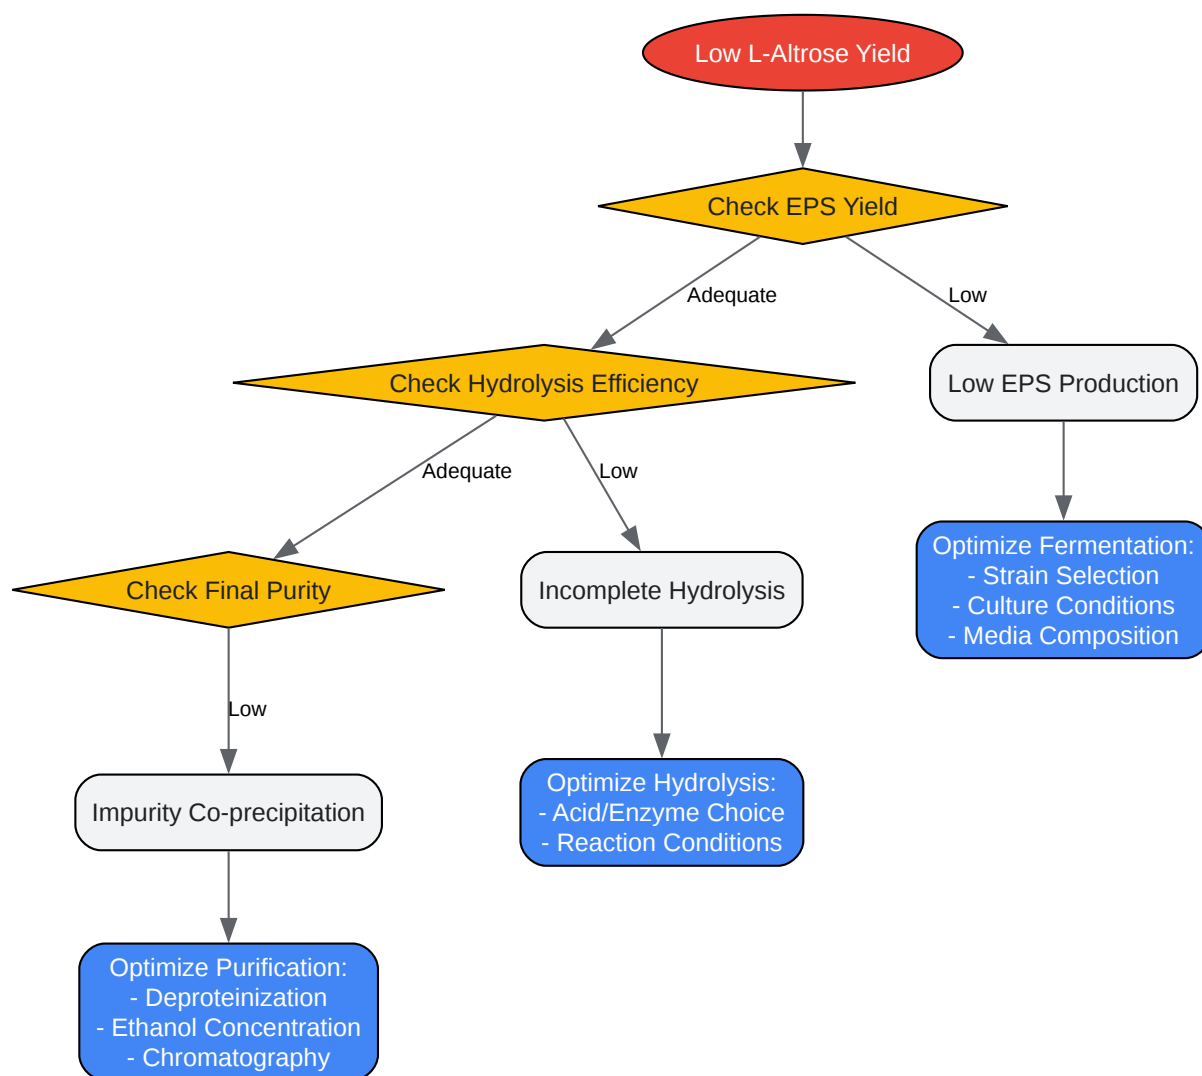 Low L-Altrose Yield
Check EPS Yield
Adequate
Low
Check Hydrolysis Efficiency
Low EPS Production
Adequate
Low
Check Final Purity
Incomplete Hydrolysis
Optimize Fermentation:
- Strain Selection
- Culture Conditions
- Media Composition
Low
Impurity Co-precipitation
Optimize Hydrolysis:
- Acid/Enzyme Choice
- Reaction Conditions
Optimize Purification:
- Deproteinization
- Ethanol Concentration
- Chromatography